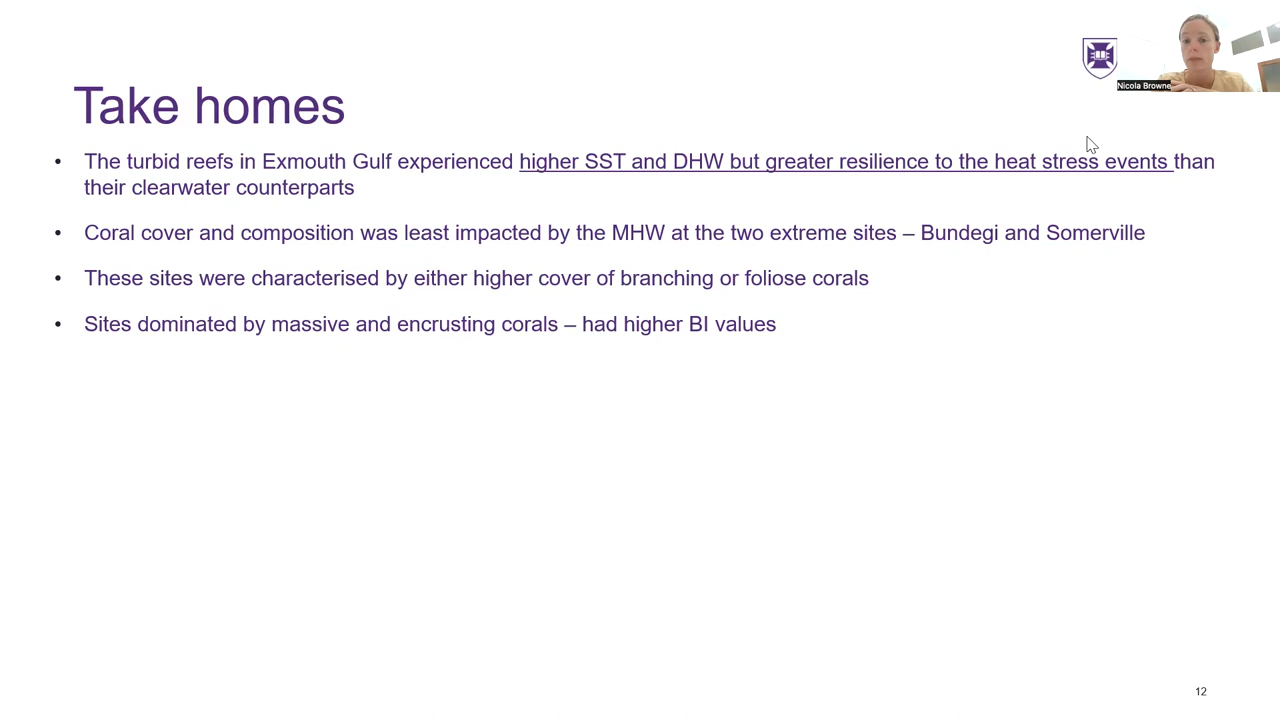 Nicola Browne
Take homes
• The turbid reefs in Exmouth Gulf experienced higher SST and DHW but greater resilience to the heat stress events than
their clearwater counterparts
• Coral cover and composition was least impacted by the MHW at the two extreme sites – Bundegi and Somerville
• These sites were characterised by either higher cover of branching or foliose corals
• Sites dominated by massive and encrusting corals – had higher BI values
12